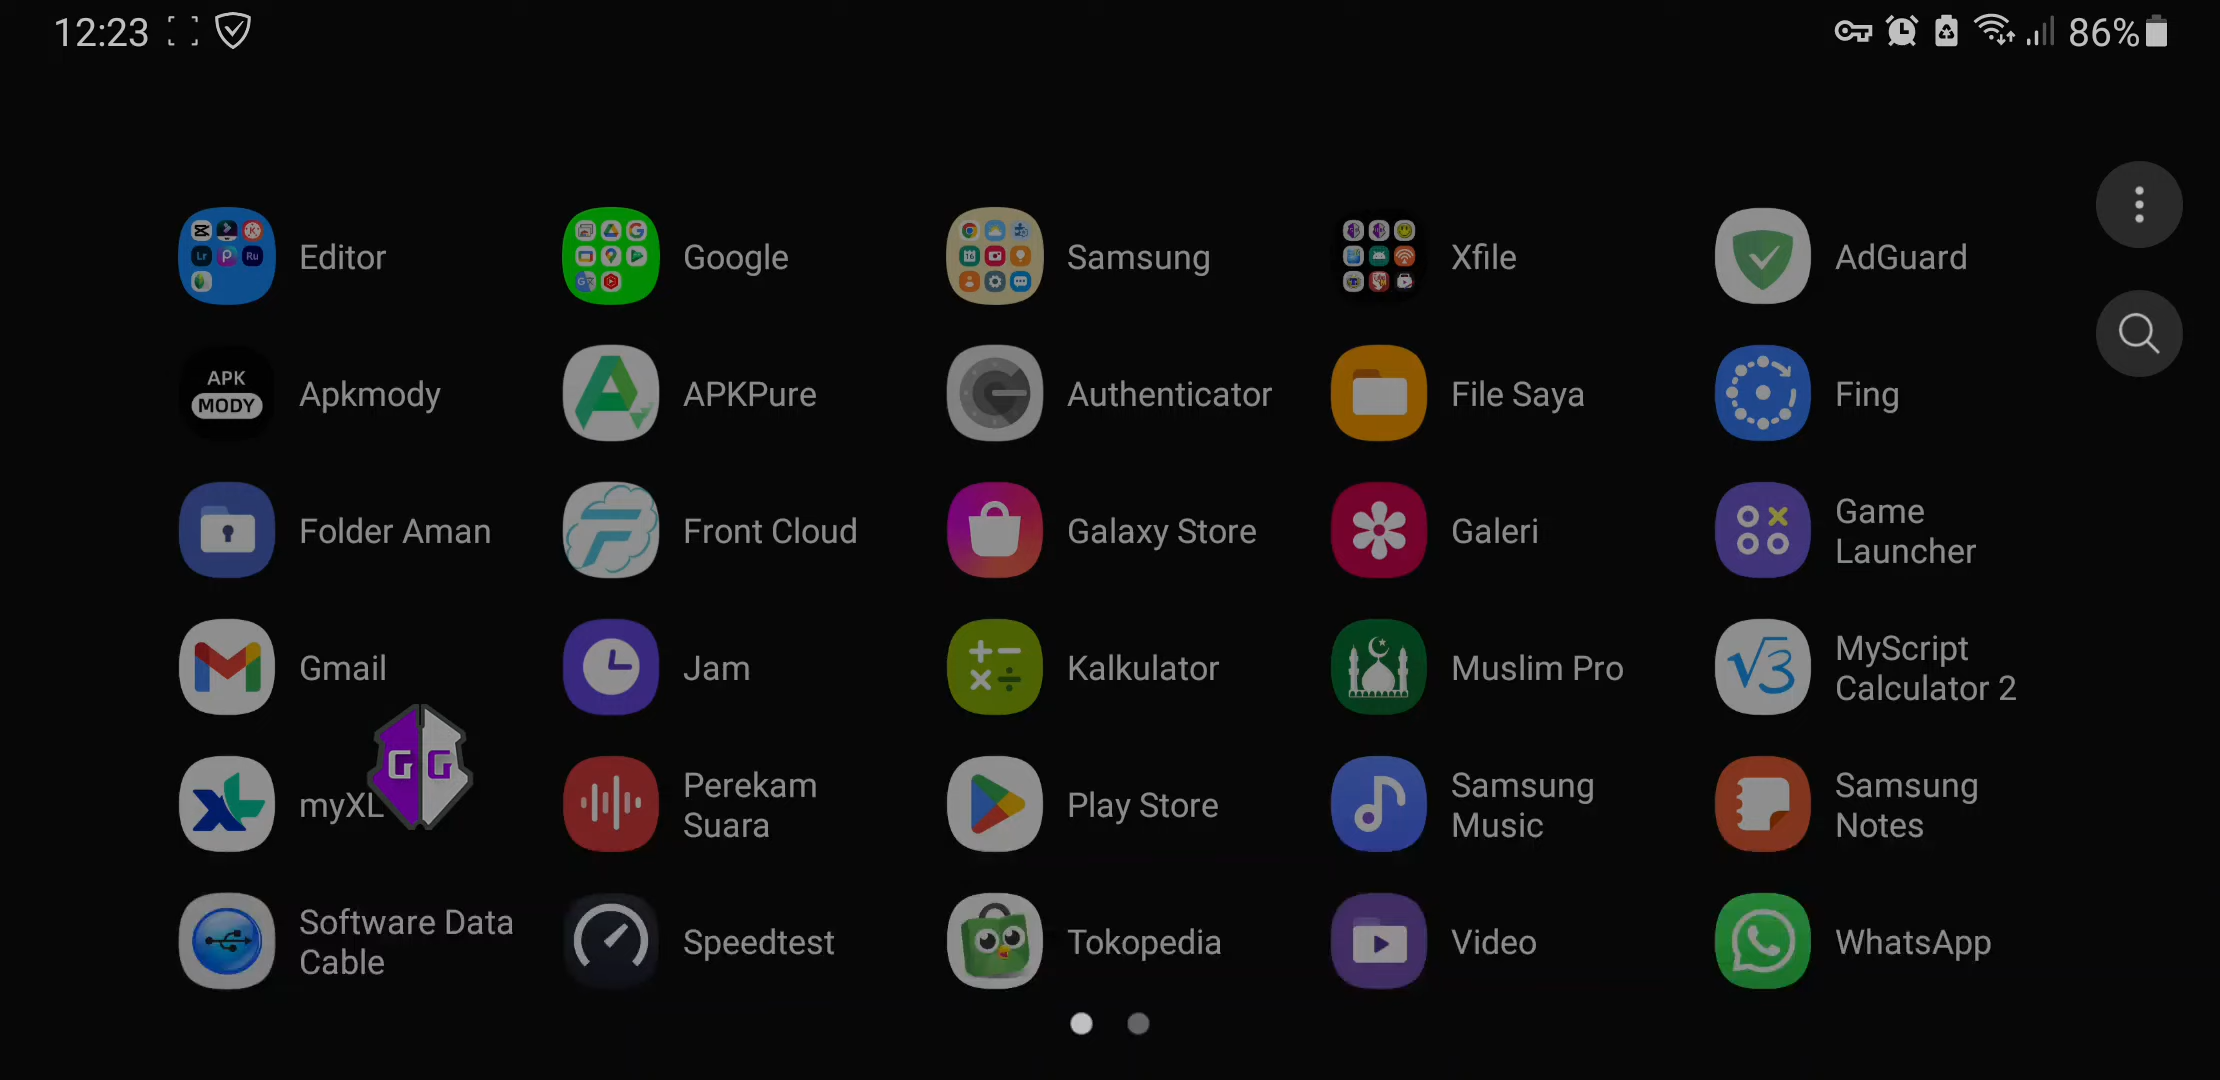 12:23
86%
Editor
Google
Samsung
Xfile
AdGuard
APK
MODY
Apkmody
APKPure
Authenticator
File Saya
Fing
Folder Aman
Front Cloud
Galaxy Store
Galeri
Game
Launcher
Gmail
Jam
Kalkulator
Muslim Pro
√3
MyScript
Calculator 2
XL
myXL
GG
Perekam
Suara
Play Store
Samsung
Music
Samsung
Notes
Software Data
Cable
Speedtest
Tokopedia
Video
WhatsApp